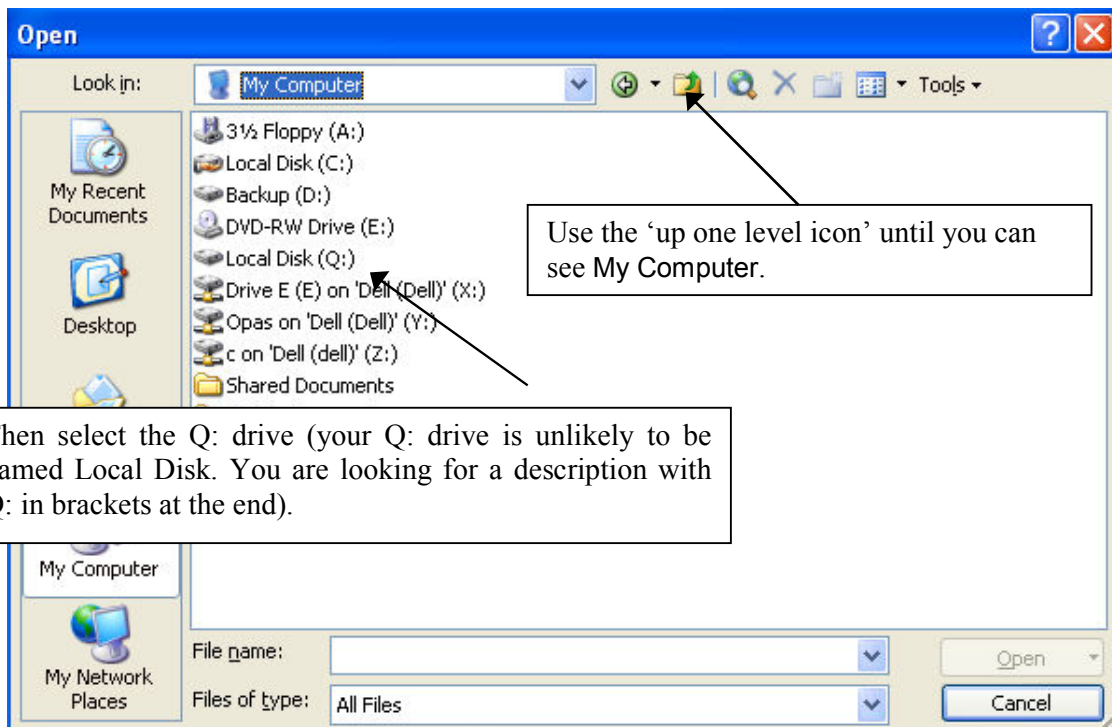 Open
Look in:
My Computer
Tools
3½ Floppy (A:)
Local Disk (C:)
Backup (D:)
DVD-RW Drive (E:)
Local Disk (Q:)
Drive E (E) on 'Dell (Dell)' (X:)
Opas on 'Dell (Dell)' (Y:)
c on 'Dell (dell)' (Z:)
Shared Documents
My Recent
Documents
Desktop
Use the ‘up one level icon’ until you can
see My Computer.
hen select the Q: drive (your Q: drive is unlikely to be
amed Local Disk. You are looking for a description with
: in brackets at the end).
My Computer
My Network
Places
File name:
Open
Files of type:
All Files
Cancel